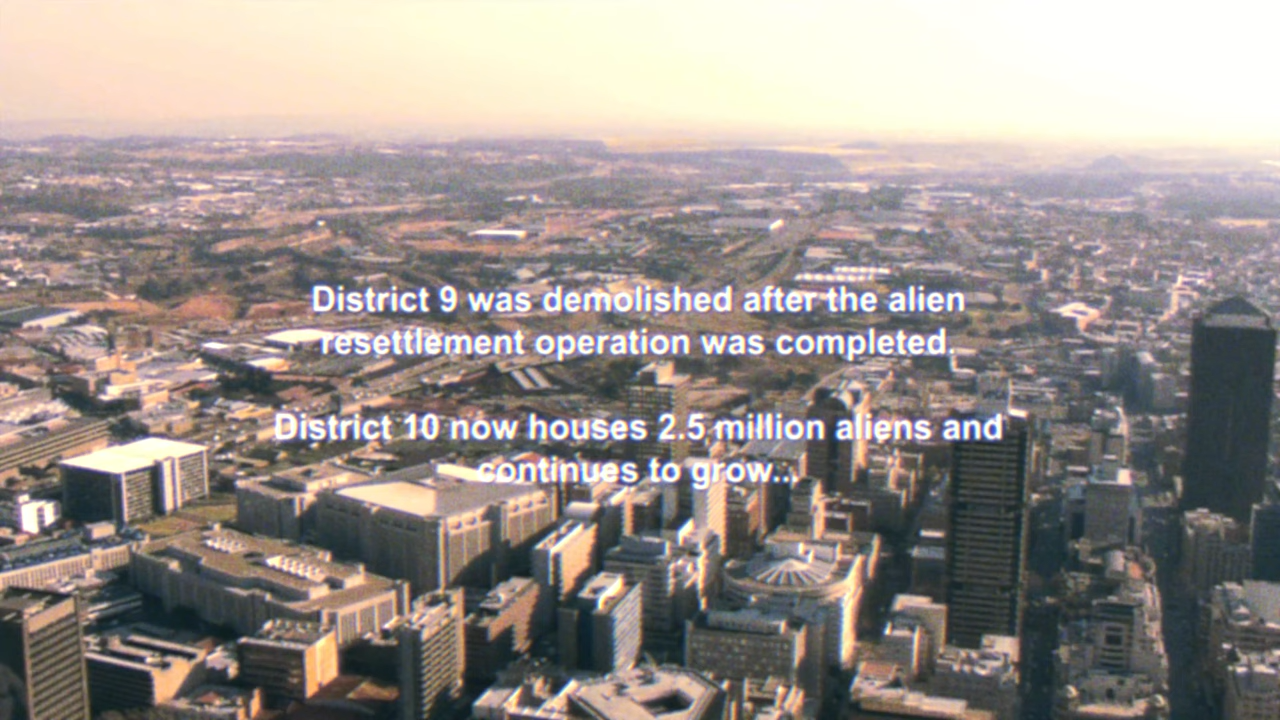 District 9 was demolished after the alien
resettlement operation was completed.
District 10 now houses 2.5 million aliens and
continues to grow...